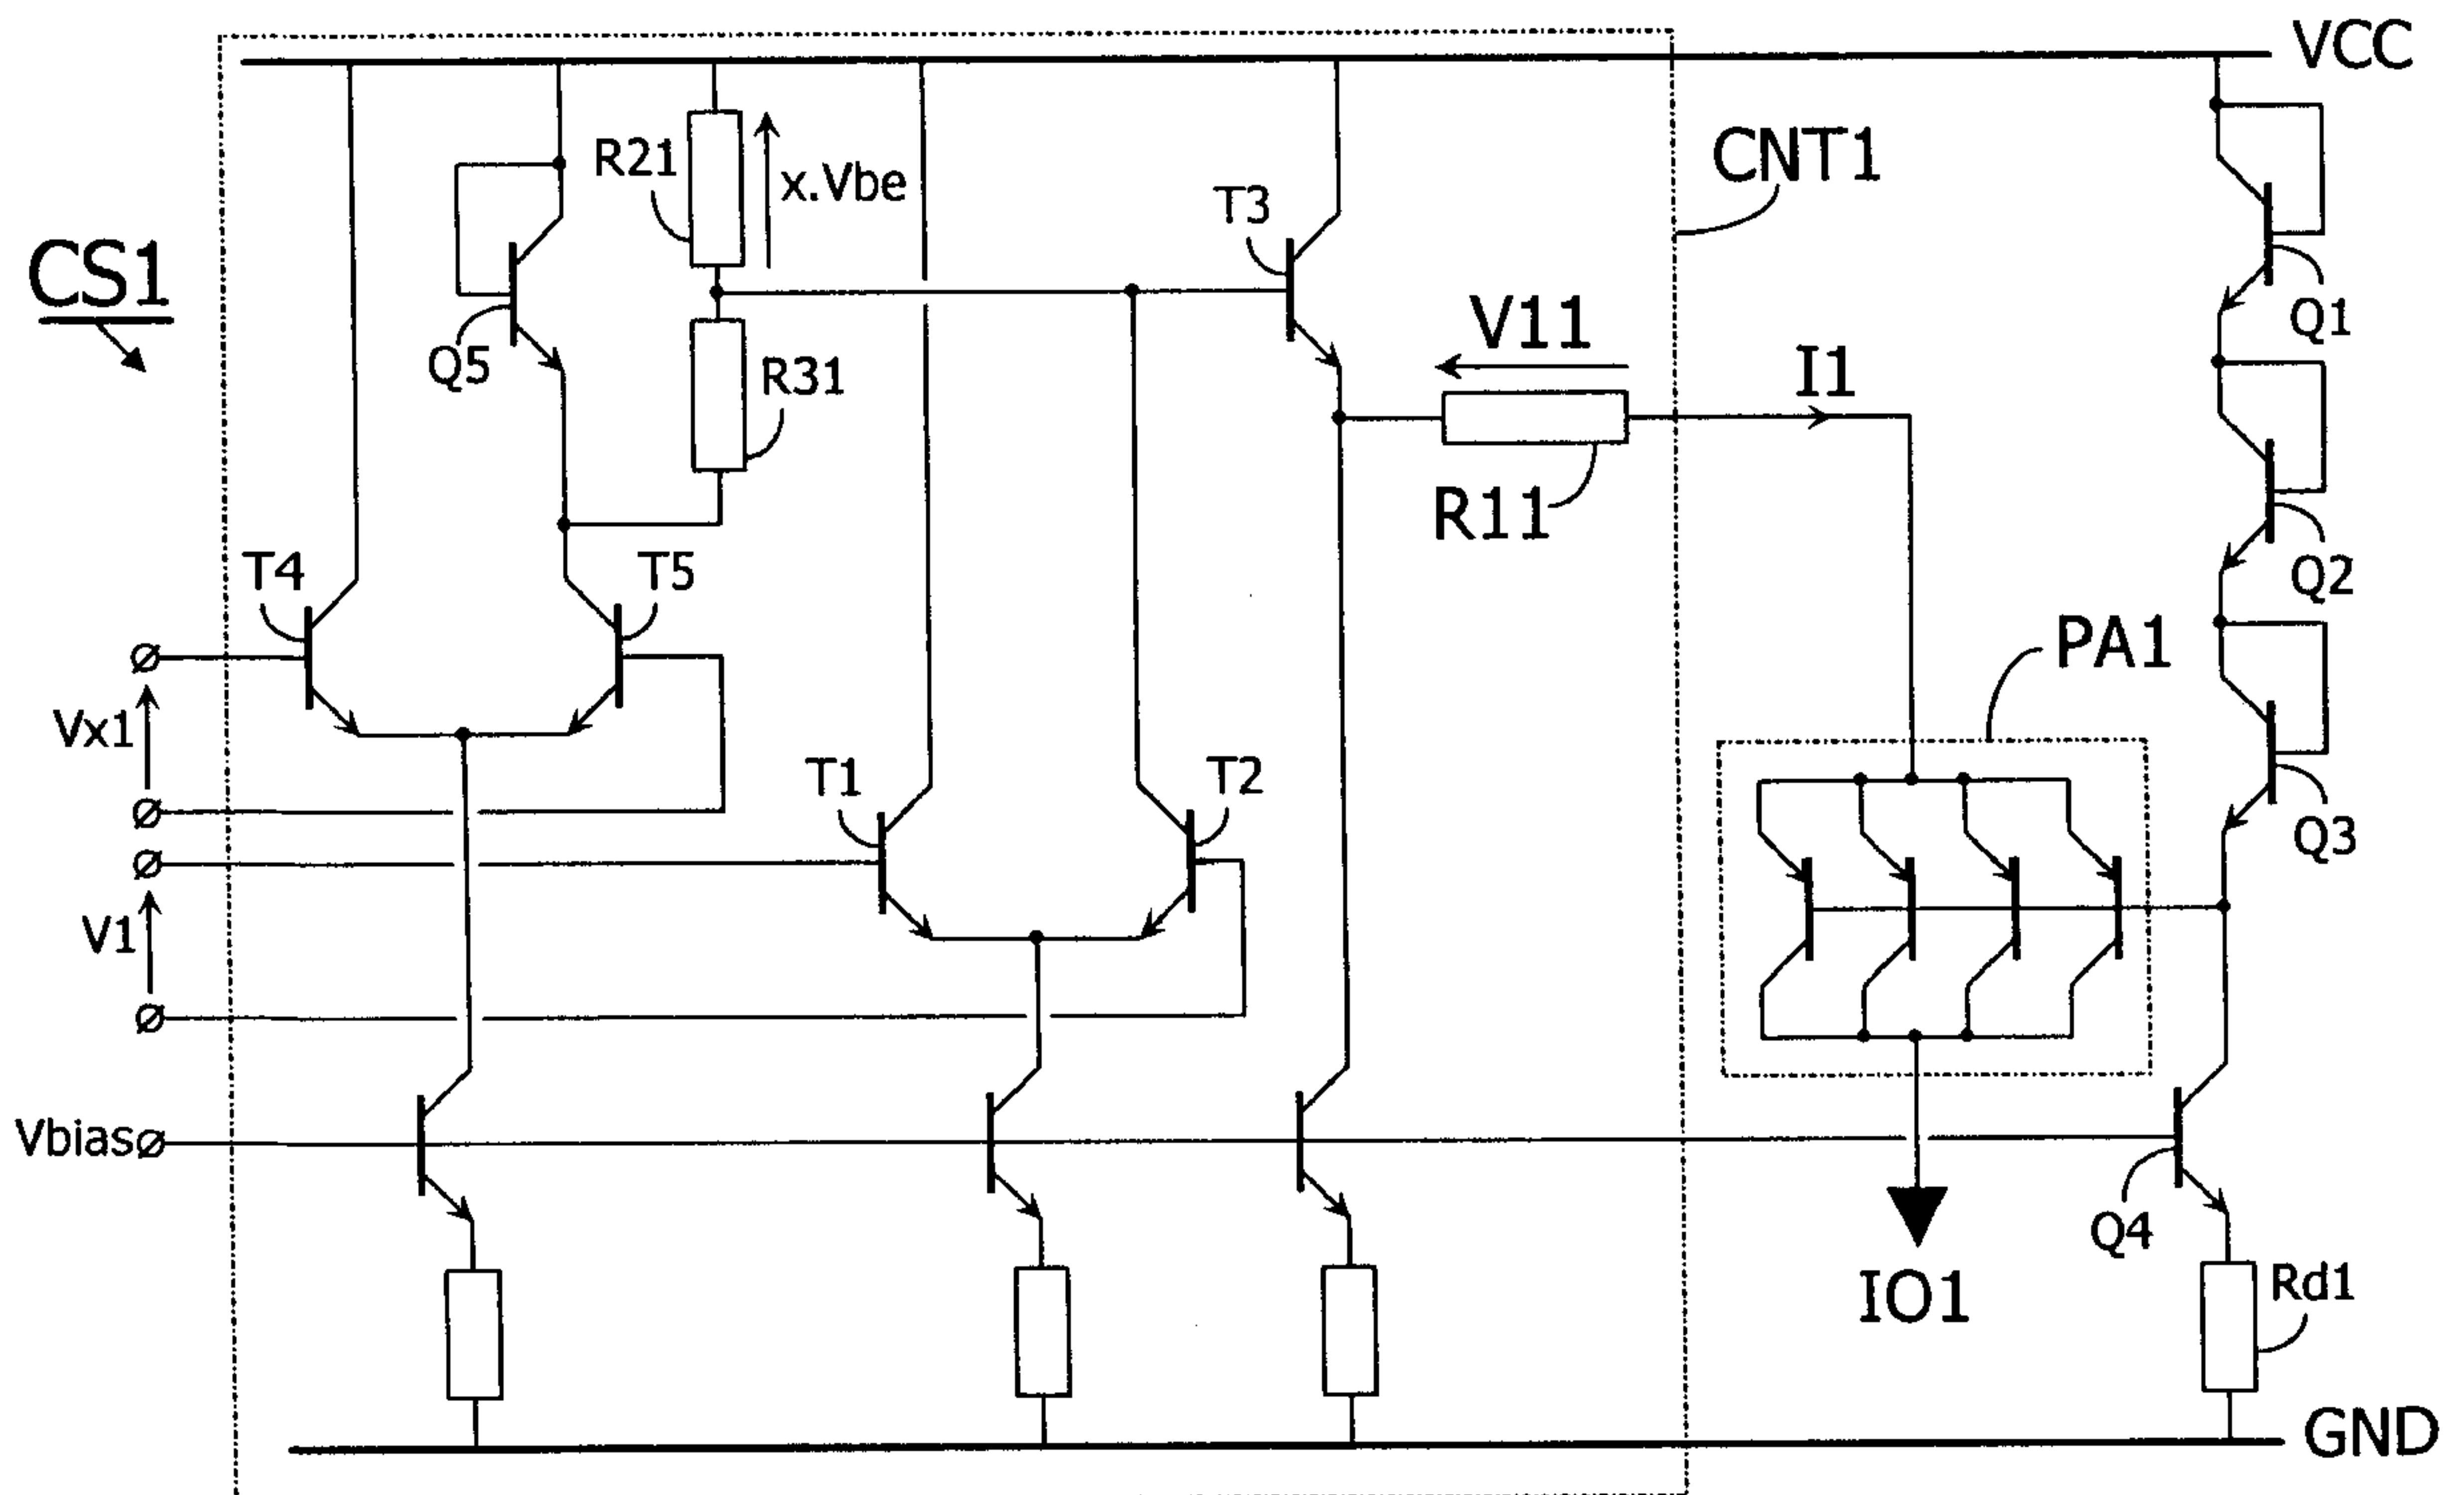 VCC
CNT1
R21
x.Vbe
T3
CS1
V11
Q1
Q5
R31
I1
R11
T4
T5
Q2
PA1
Vx1
T1
T2
Q3
V1
Vbias
Q4
IO1
Rd1
GND